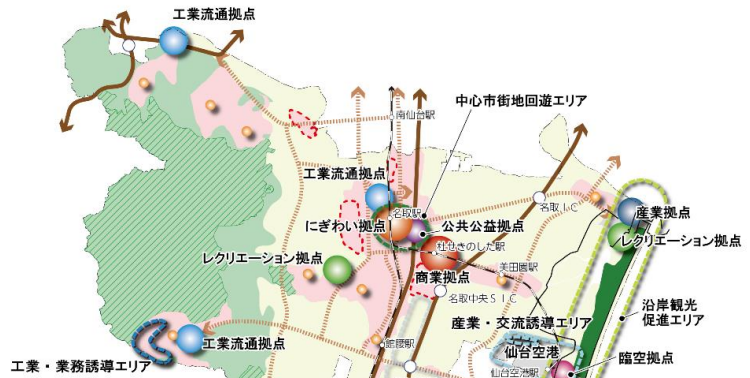 工業流通拠点
中心市街地回遊エリア
南仙台駅
工業流通拠点
名取駅
にぎわい拠点
公共公益拠点
名取IC
産業拠点
レクリエーション拠点
杜せきのした駅
レクリエーション拠点
美田園駅
商業拠点
名取中央SIC
沿岸観光
促進エリア
産業・交流誘導エリア
工業流通拠点
館腰駅
仙台空港
工業・業務誘導エリア
仙台空港駅
臨空拠点